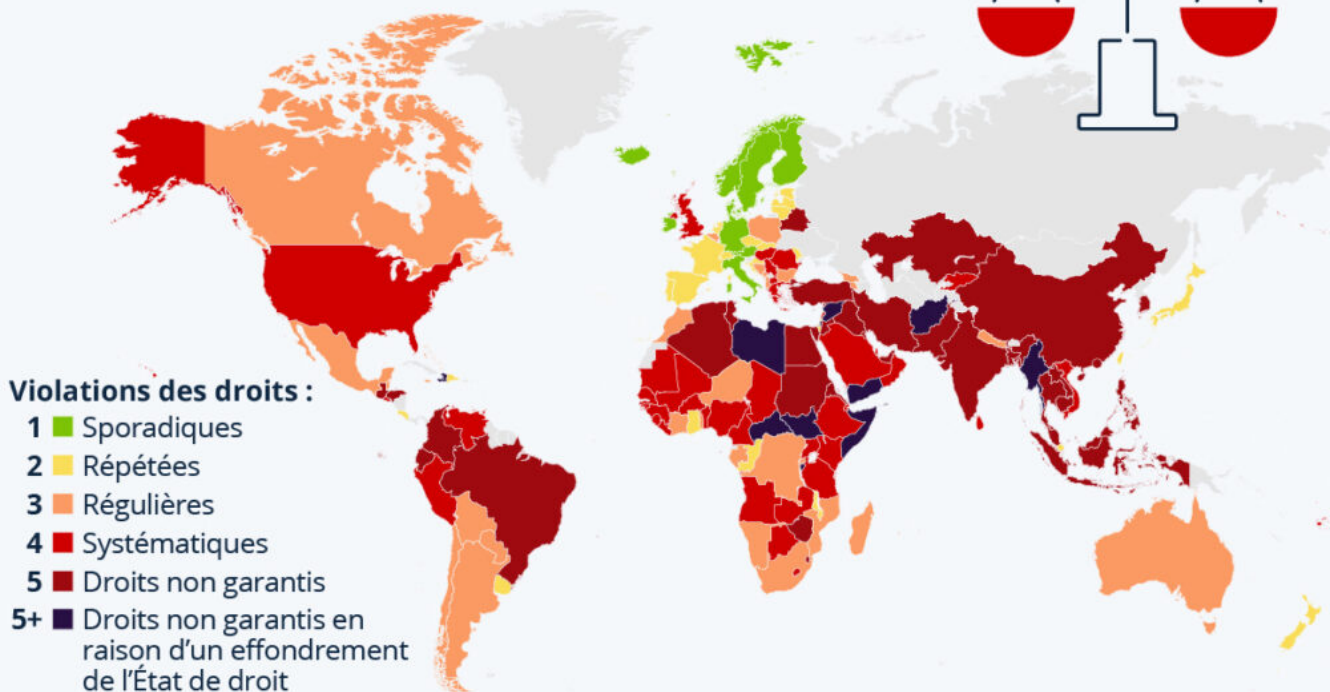 Violations des droits :
1 Sporadiques
2 Répétées
3 Régulières
4 Systématiques
5 Droits non garantis
5+ Droits non garantis en
raison d’un effondrement
de l’État de droit